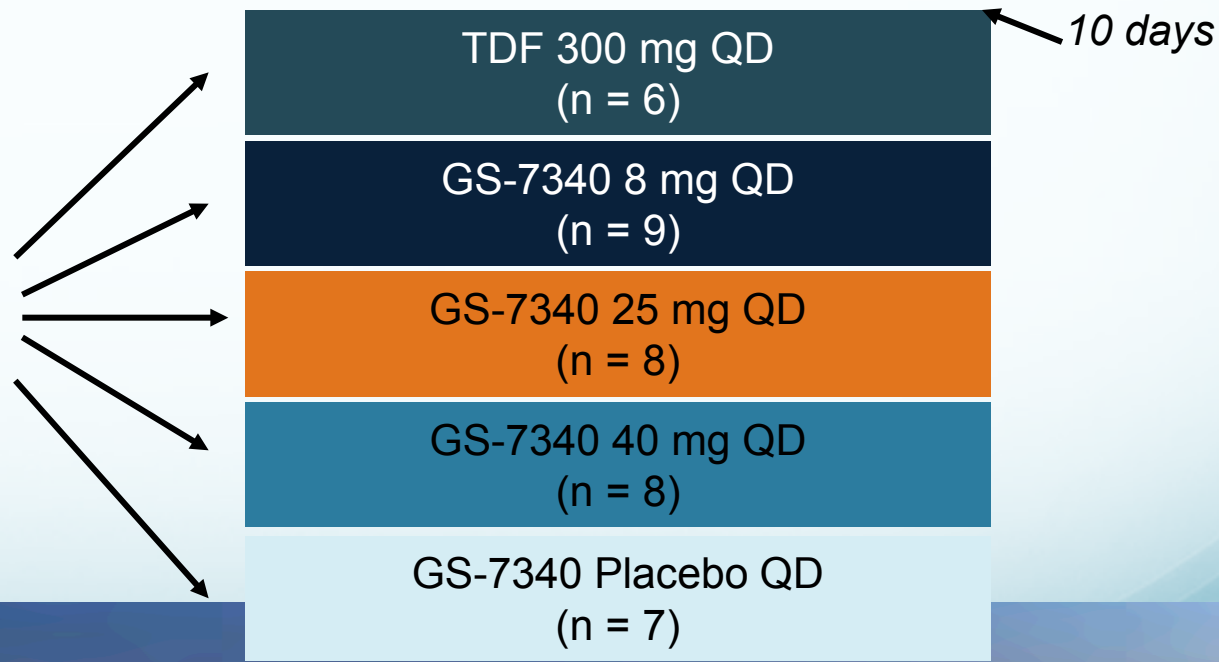 TDF 300 mg QD
(n = 6)
10 days
GS-7340 8 mg QD
(n = 9)
GS-7340 25 mg QD
(n = 8)
GS-7340 40 mg QD
(n = 8)
GS-7340 Placebo QD
(n = 7)